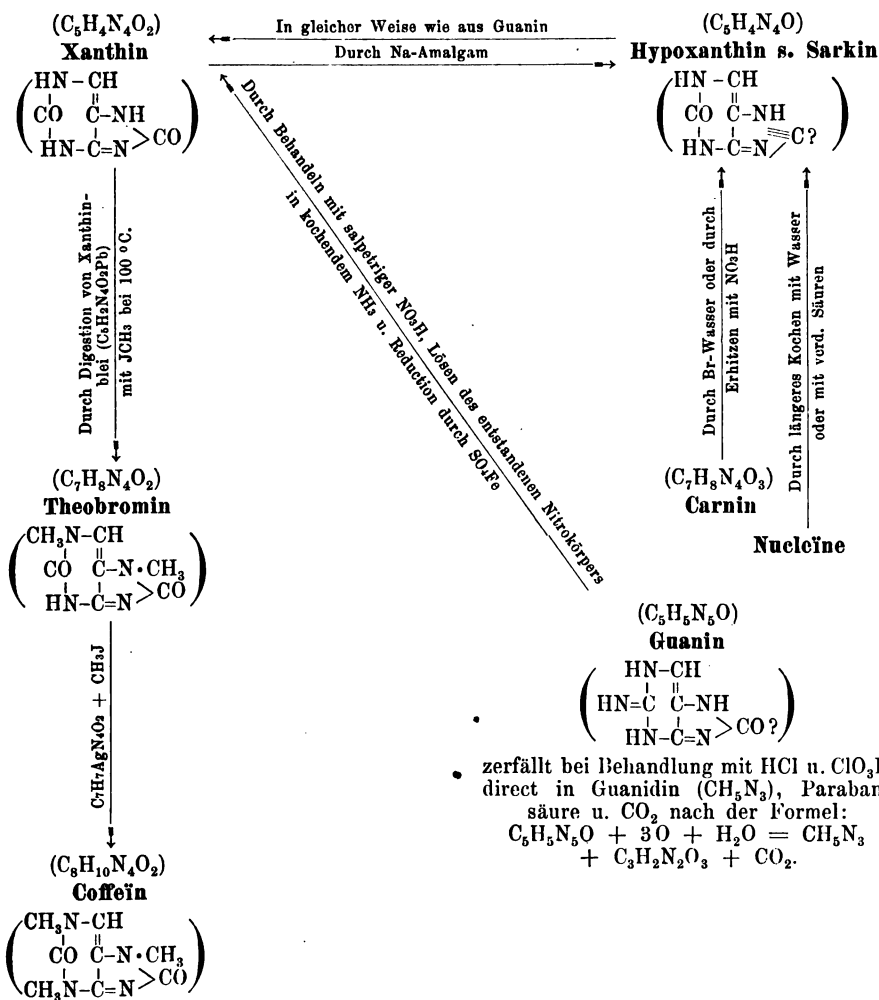 (C₅H₄N₄O₂)
Xanthin
HN–CH
CO C–NH
HN–C=N >CO
In gleicher Weise wie aus Guanin
Durch Na-Amalgam
(C₅H₄N₄O)
Hypoxanthin s. Sarkin
HN–CH
CO C–NH
HN–C=N ≡C?
Durch Digestion von Xanthin-
blei (C₅H₂N₄O₂Pb)
mit JCH₃ bei 100 °C.
Durch Behandeln mit salpetriger NO₃H, Lösen des entstandenen Nitrokörpers
in kochendem NH₃ u. Reduction durch SO₄Fe
Durch Br-Wasser oder durch
Erhitzen mit NO₃H
Durch längeres Kochen mit Wasser
oder mit verd. Säuren
(C₇H₈N₄O₂)
Theobromin
CH₃N–CH
CO C–N·CH₃
HN–C=N >CO
(C₇H₈N₄O₃)
Carnin
Nucleïne
C₇H₇AgN₄O₂ + CH₃J
(C₅H₅N₅O)
Guanin
HN–CH
HN=C C–NH
HN–C=N >CO?
zerfällt bei Behandlung mit HCl u. ClO₃
direct in Guanidin (CH₅N₃), Paraban
säure u. CO₂ nach der Formel:
C₅H₅N₅O + 3O + H₂O = CH₅N₃
+ C₃H₂N₂O₃ + CO₂.
(C₈H₁₀N₄O₂)
Coffeïn
CH₃N–CH
CO C–N·CH₃
CH₃N–C=N >CO